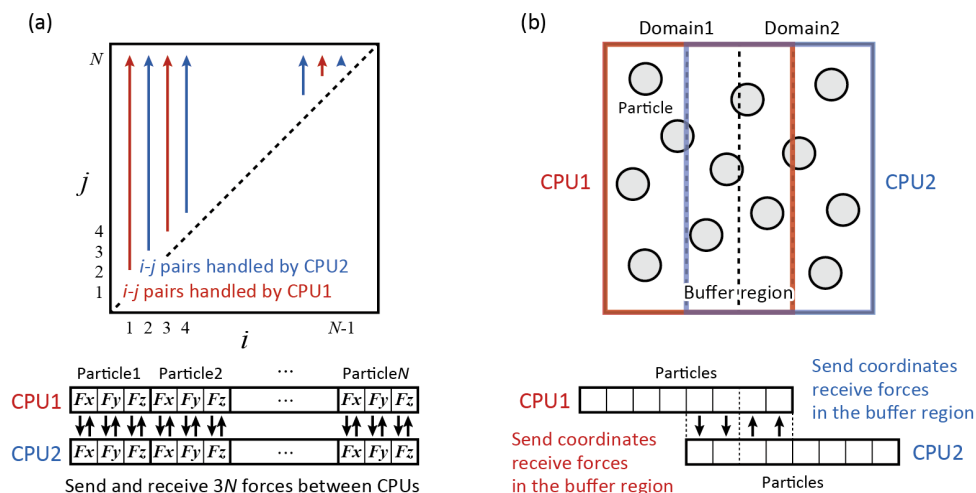 (a)
N
j
4
3
2
1
i-j pairs handled by CPU2
i-j pairs handled by CPU1
1 2 3 4 N-1
i
Particle1 Particle2 ... ParticleN
CPU1 Fx Fy Fz Fx Fy Fz ... Fx Fy Fz
CPU2 Fx Fy Fz Fx Fy Fz ... Fx Fy Fz
Send and receive 3N forces between CPUs
(b)
Domain1 Domain2
Particle
CPU1 CPU2
Buffer region
Particles
CPU1
Send coordinates
receive forces
in the buffer region
Send coordinates
receive forces
in the buffer region
CPU2
Particles